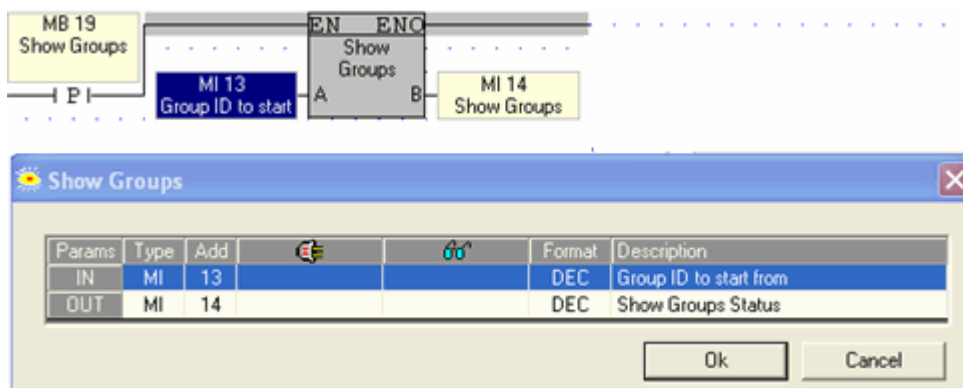 MB 19
Show Groups
P
EN ENO
Show
Groups
MI 13
Group ID to start
A B
MI 14
Show Groups
Show Groups
Params Type Add Format Description
IN MI 13 DEC Group ID to start from
OUT MI 14 DEC Show Groups Status
Ok Cancel